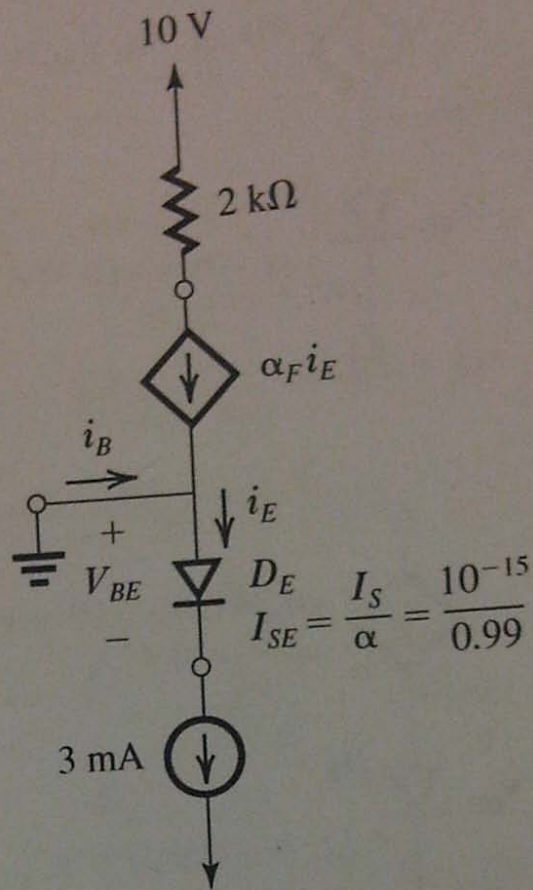 10 V
2 kΩ
α_F i_E
i_B
i_E
+
V_BE
−
D_E
I_SE = I_S/α = 10^−15/0.99
3 mA